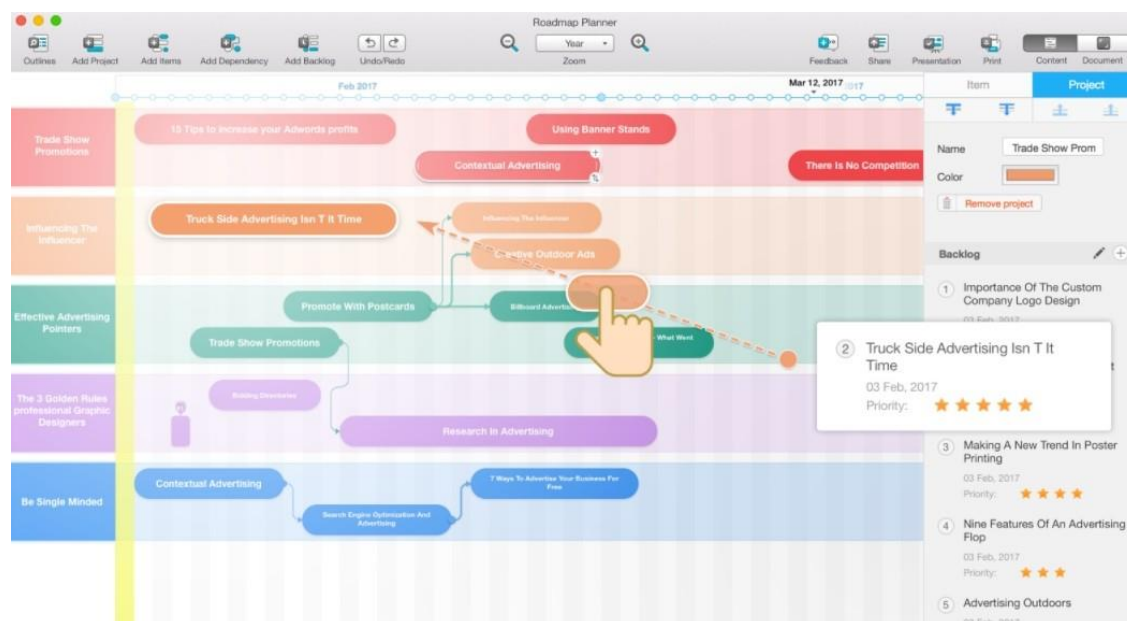 Roadmap Planner
Outlines
Add Project
Add Items
Add Dependency
Add Backlog
Undo/Redo
Year
Zoom
Feedback
Share
Presentation
Print
Content
Document
Feb 2017
Mar 12, 2017
2017
Item
Project
Name
Trade Show Prom
Color
Remove project
Backlog
1
Importance Of The Custom
Company Logo Design
03 Feb, 2017
2
Truck Side Advertising Isn T It
Time
03 Feb, 2017
Priority:
3
Making A New Trend In Poster
Printing
03 Feb, 2017
Priority:
4
Nine Features Of An Advertising
Flop
03 Feb, 2017
Priority:
5
Advertising Outdoors
Trade Show
Promotions
15 Tips to increase your Adwords profits
Using Banner Stands
Contextual Advertising
There Is No Competition
Influencing The
Influencer
Truck Side Advertising Isn T It Time
Influencing The Influencer
Creative Outdoor Ads
Effective Advertising
Pointers
Promote With Postcards
Billboard Advertising
Trade Show Promotions
What Went
The 3 Golden Rules
professional Graphic
Designers
Building Directories
Research In Advertising
Be Single Minded
Contextual Advertising
7 Ways To Advertise Your Business For
Free
Search Engine Optimization And
Advertising